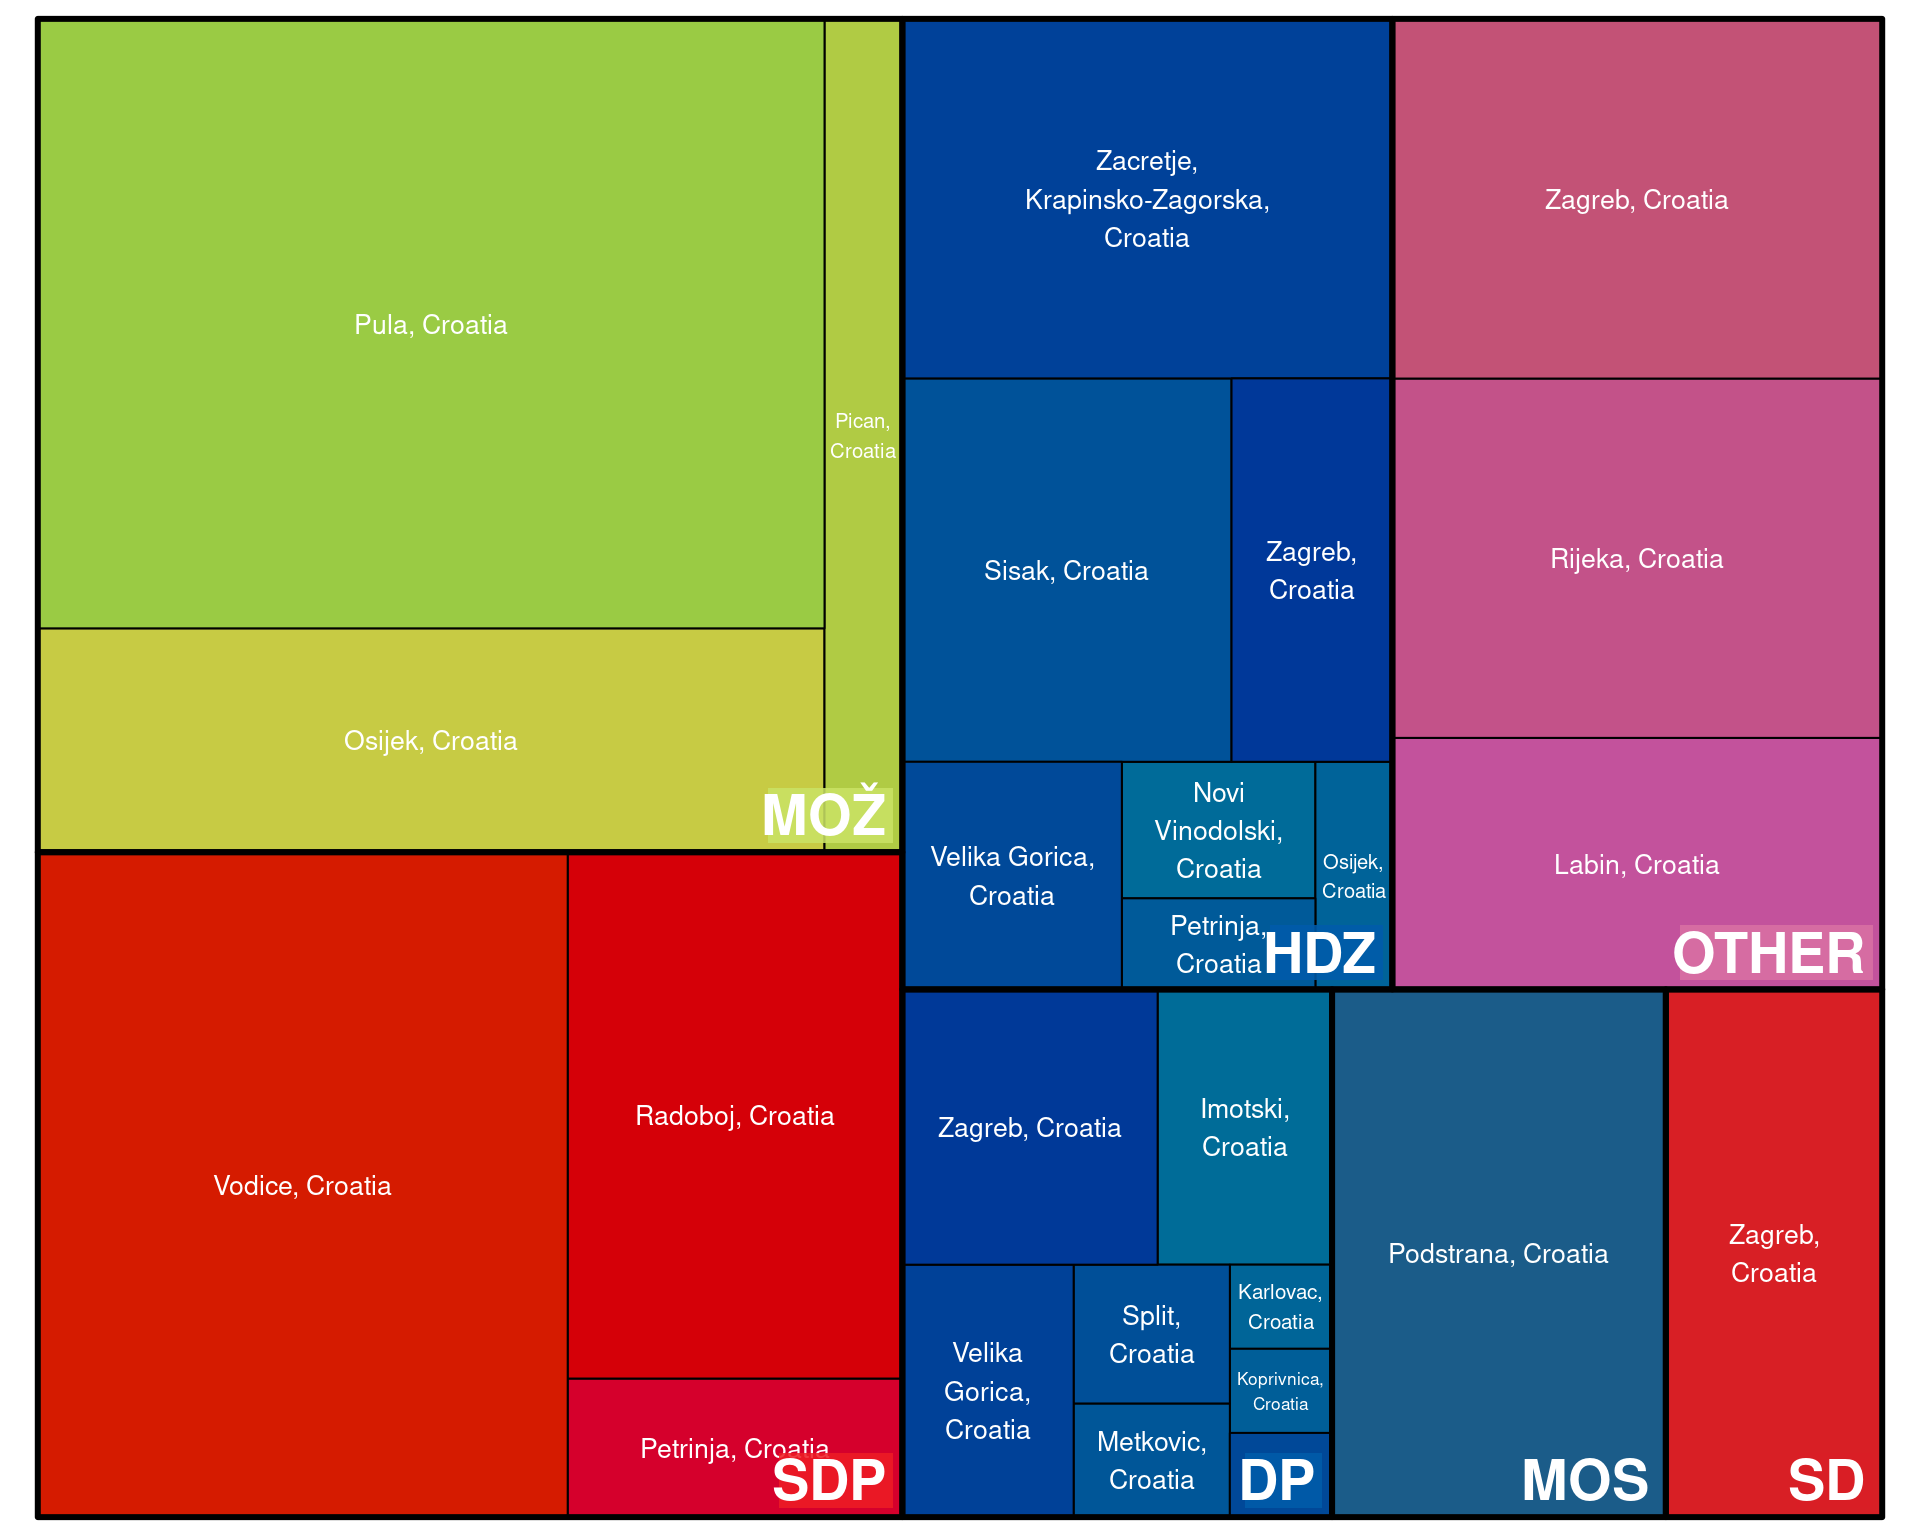 Pula, Croatia
Pican,
Croatia
Osijek, Croatia
MOŽ
Zacretje,
Krapinsko-Zagorska,
Croatia
Sisak, Croatia
Zagreb,
Croatia
Velika Gorica,
Croatia
Novi
Vinodolski,
Croatia
Petrinja,
Croatia
Osijek,
Croatia
HDZ
Zagreb, Croatia
Rijeka, Croatia
Labin, Croatia
OTHER
Vodice, Croatia
Radoboj, Croatia
Petrinja, Croatia
SDP
Zagreb, Croatia
Imotski,
Croatia
Velika
Gorica,
Croatia
Split,
Croatia
Metkovic,
Croatia
Karlovac,
Croatia
Koprivnica,
Croatia
DP
Podstrana, Croatia
MOS
Zagreb,
Croatia
SD